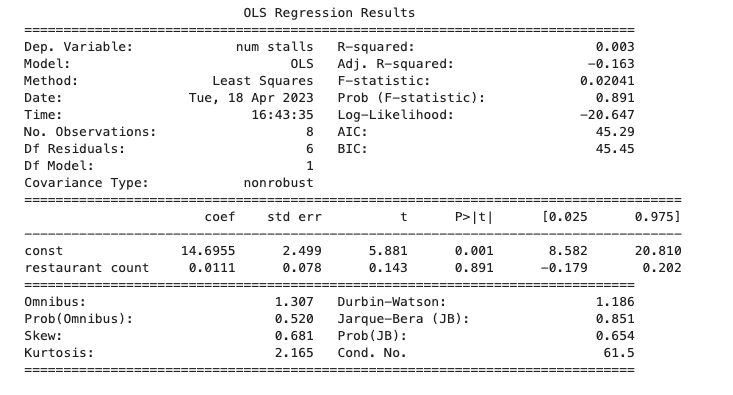 OLS Regression Results
==============================================================================
Dep. Variable: num stalls R-squared: 0.003
Model: OLS Adj. R-squared: -0.163
Method: Least Squares F-statistic: 0.02041
Date: Tue, 18 Apr 2023 Prob (F-statistic): 0.891
Time: 16:43:35 Log-Likelihood: -20.647
No. Observations: 8 AIC: 45.29
Df Residuals: 6 BIC: 45.45
Df Model: 1
Covariance Type: nonrobust
====================================================================================
coef std err t P>|t| [0.025 0.975]
------------------------------------------------------------------------------------
const 14.6955 2.499 5.881 0.001 8.582 20.810
restaurant count 0.0111 0.078 0.143 0.891 -0.179 0.202
==============================================================================
Omnibus: 1.307 Durbin-Watson: 1.186
Prob(Omnibus): 0.520 Jarque-Bera (JB): 0.851
Skew: 0.681 Prob(JB): 0.654
Kurtosis: 2.165 Cond. No. 61.5
==============================================================================